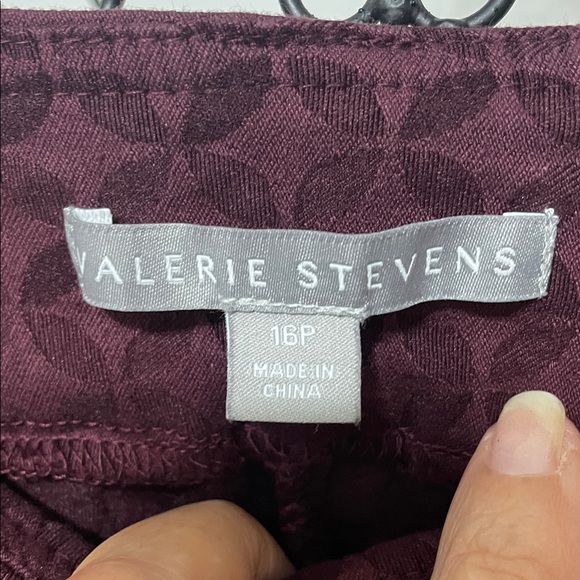 VALERIE STEVENS
16P
MADE IN
CHINA